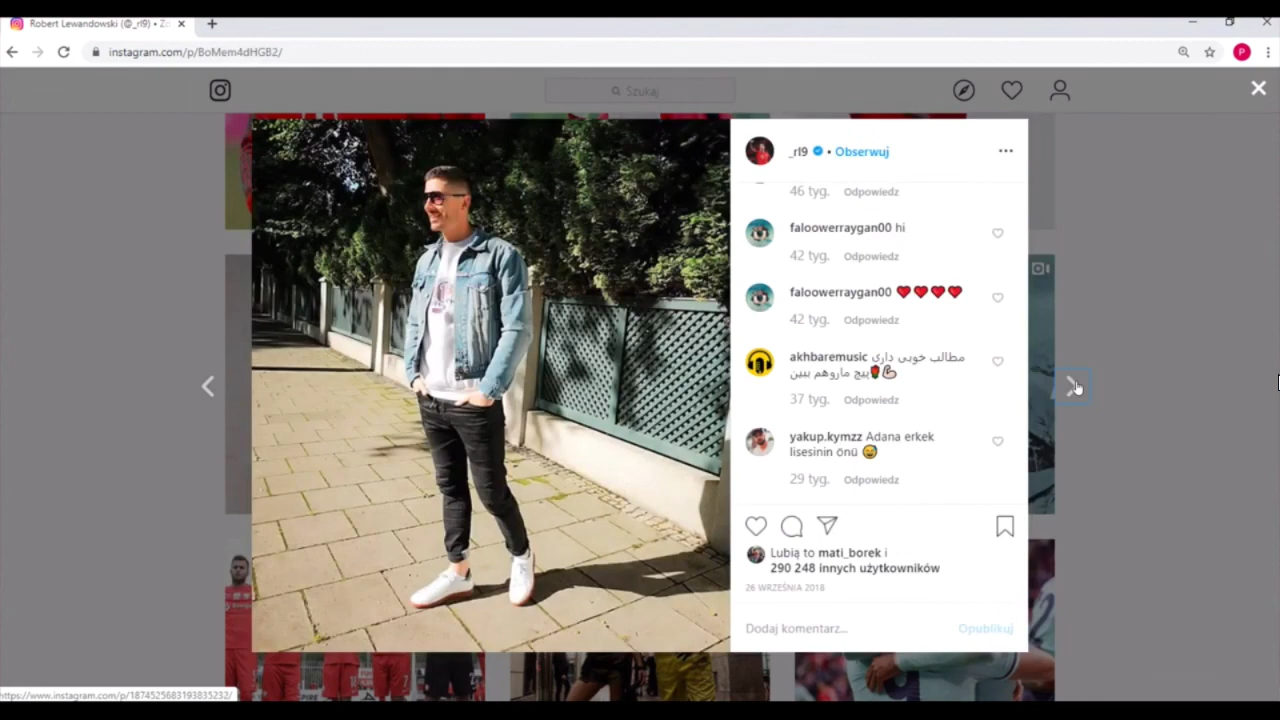 Robert Lewandowski (@_rl9) • Z
instagram.com/p/BoMem4dHGB2/
P
Szukaj
_rl9 • Obserwuj
46 tyg. Odpowiedz
faloowerraygan00 hi
42 tyg. Odpowiedz
faloowerraygan00 ❤❤❤❤
42 tyg. Odpowiedz
akhbaremusic مطالب خوبی داری
پیج ماروهم ببین🌹💪🏻
37 tyg. Odpowiedz
yakup.kymzz Adana erkek
lisesinin önü 😅
29 tyg. Odpowiedz
Lubią to mati_borek i
290 248 innych użytkowników
26 WRZEŚNIA 2018
Dodaj komentarz... Opublikuj
https://www.instagram.com/p/1874525683193835232/